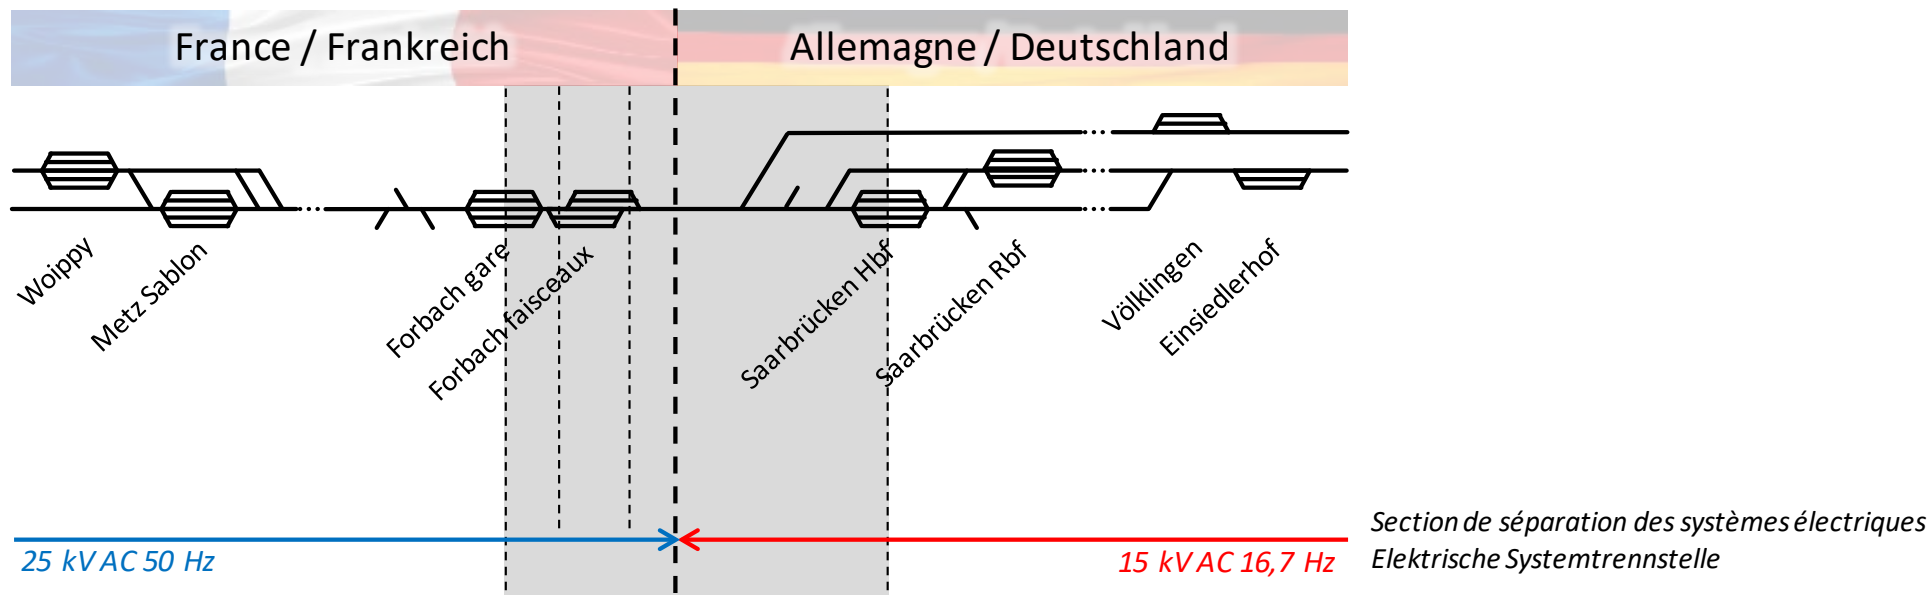 France / Frankreich
Allemagne / Deutschland
Woippy
Metz Sablon
Forbach gare
Forbach faisceaux
Saarbrücken Hbf
Saarbrücken Rbf
Völklingen
Einsiedlerhof
25 kV AC 50 Hz
15 kV AC 16,7 Hz
Section de séparation des systèmes électriques
Elektrische Systemtrennstelle